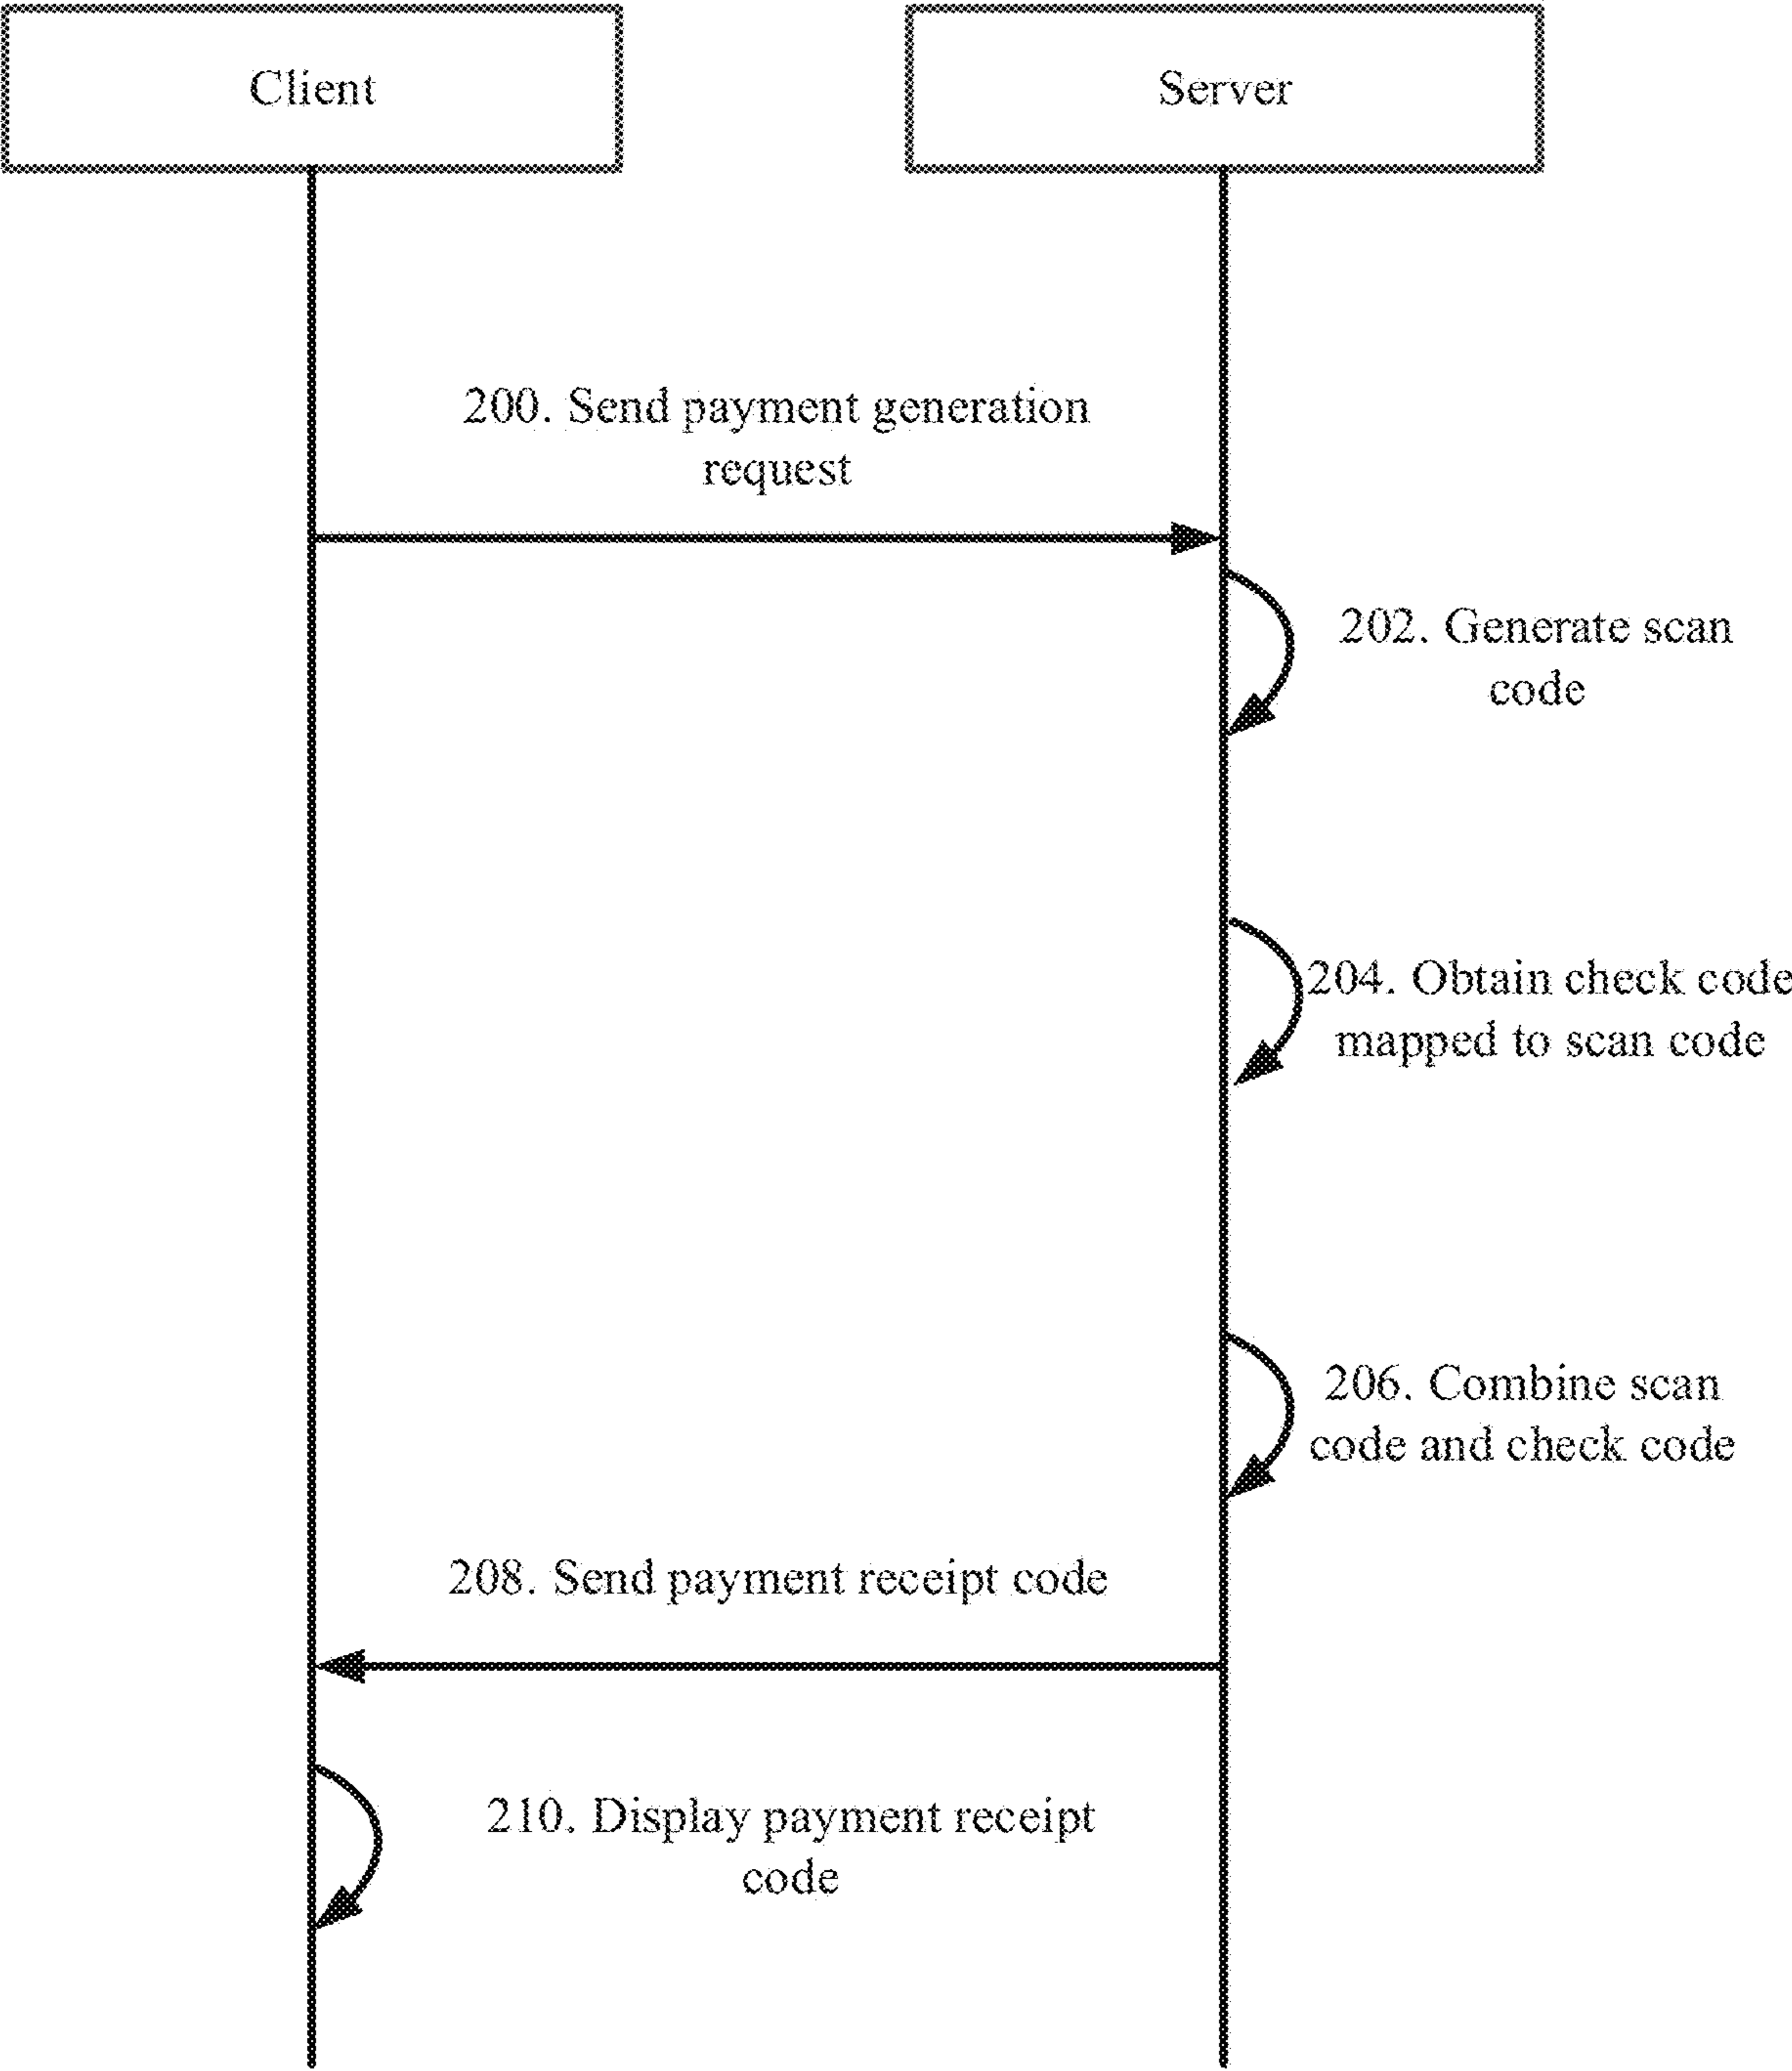 Client
Server
200. Send payment generation
request
202. Generate scan
code
204. Obtain check code
mapped to scan code
206. Combine scan
code and check code
208. Send payment receipt code
210. Display payment receipt
code